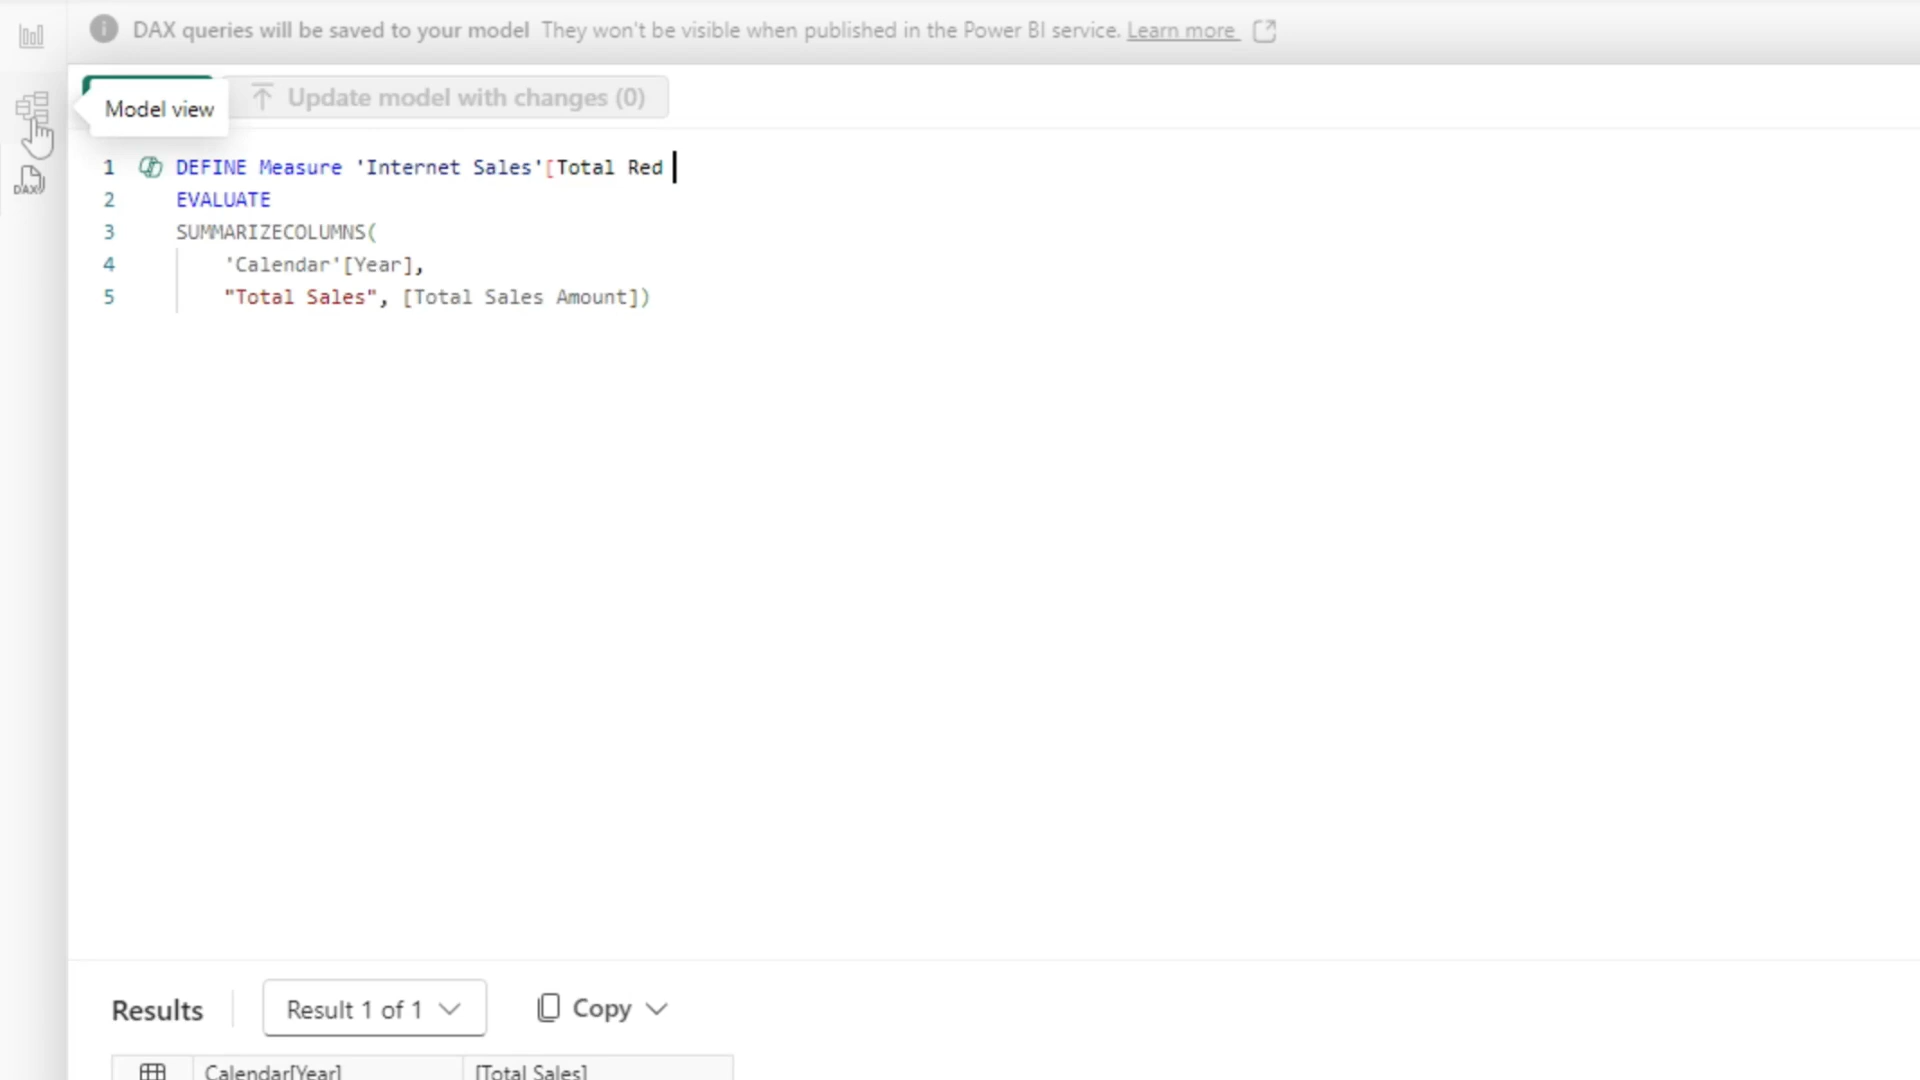 DAX queries will be saved to your model They won't be visible when published in the Power BI service. Learn more
Model view
Update model with changes (0)
DAX
1 DEFINE Measure 'Internet Sales'[Total Red
2 EVALUATE
3 SUMMARIZECOLUMNS(
4 'Calendar'[Year],
5 "Total Sales", [Total Sales Amount])
Results Result 1 of 1 Copy
Calendar[Year] [Total Sales]